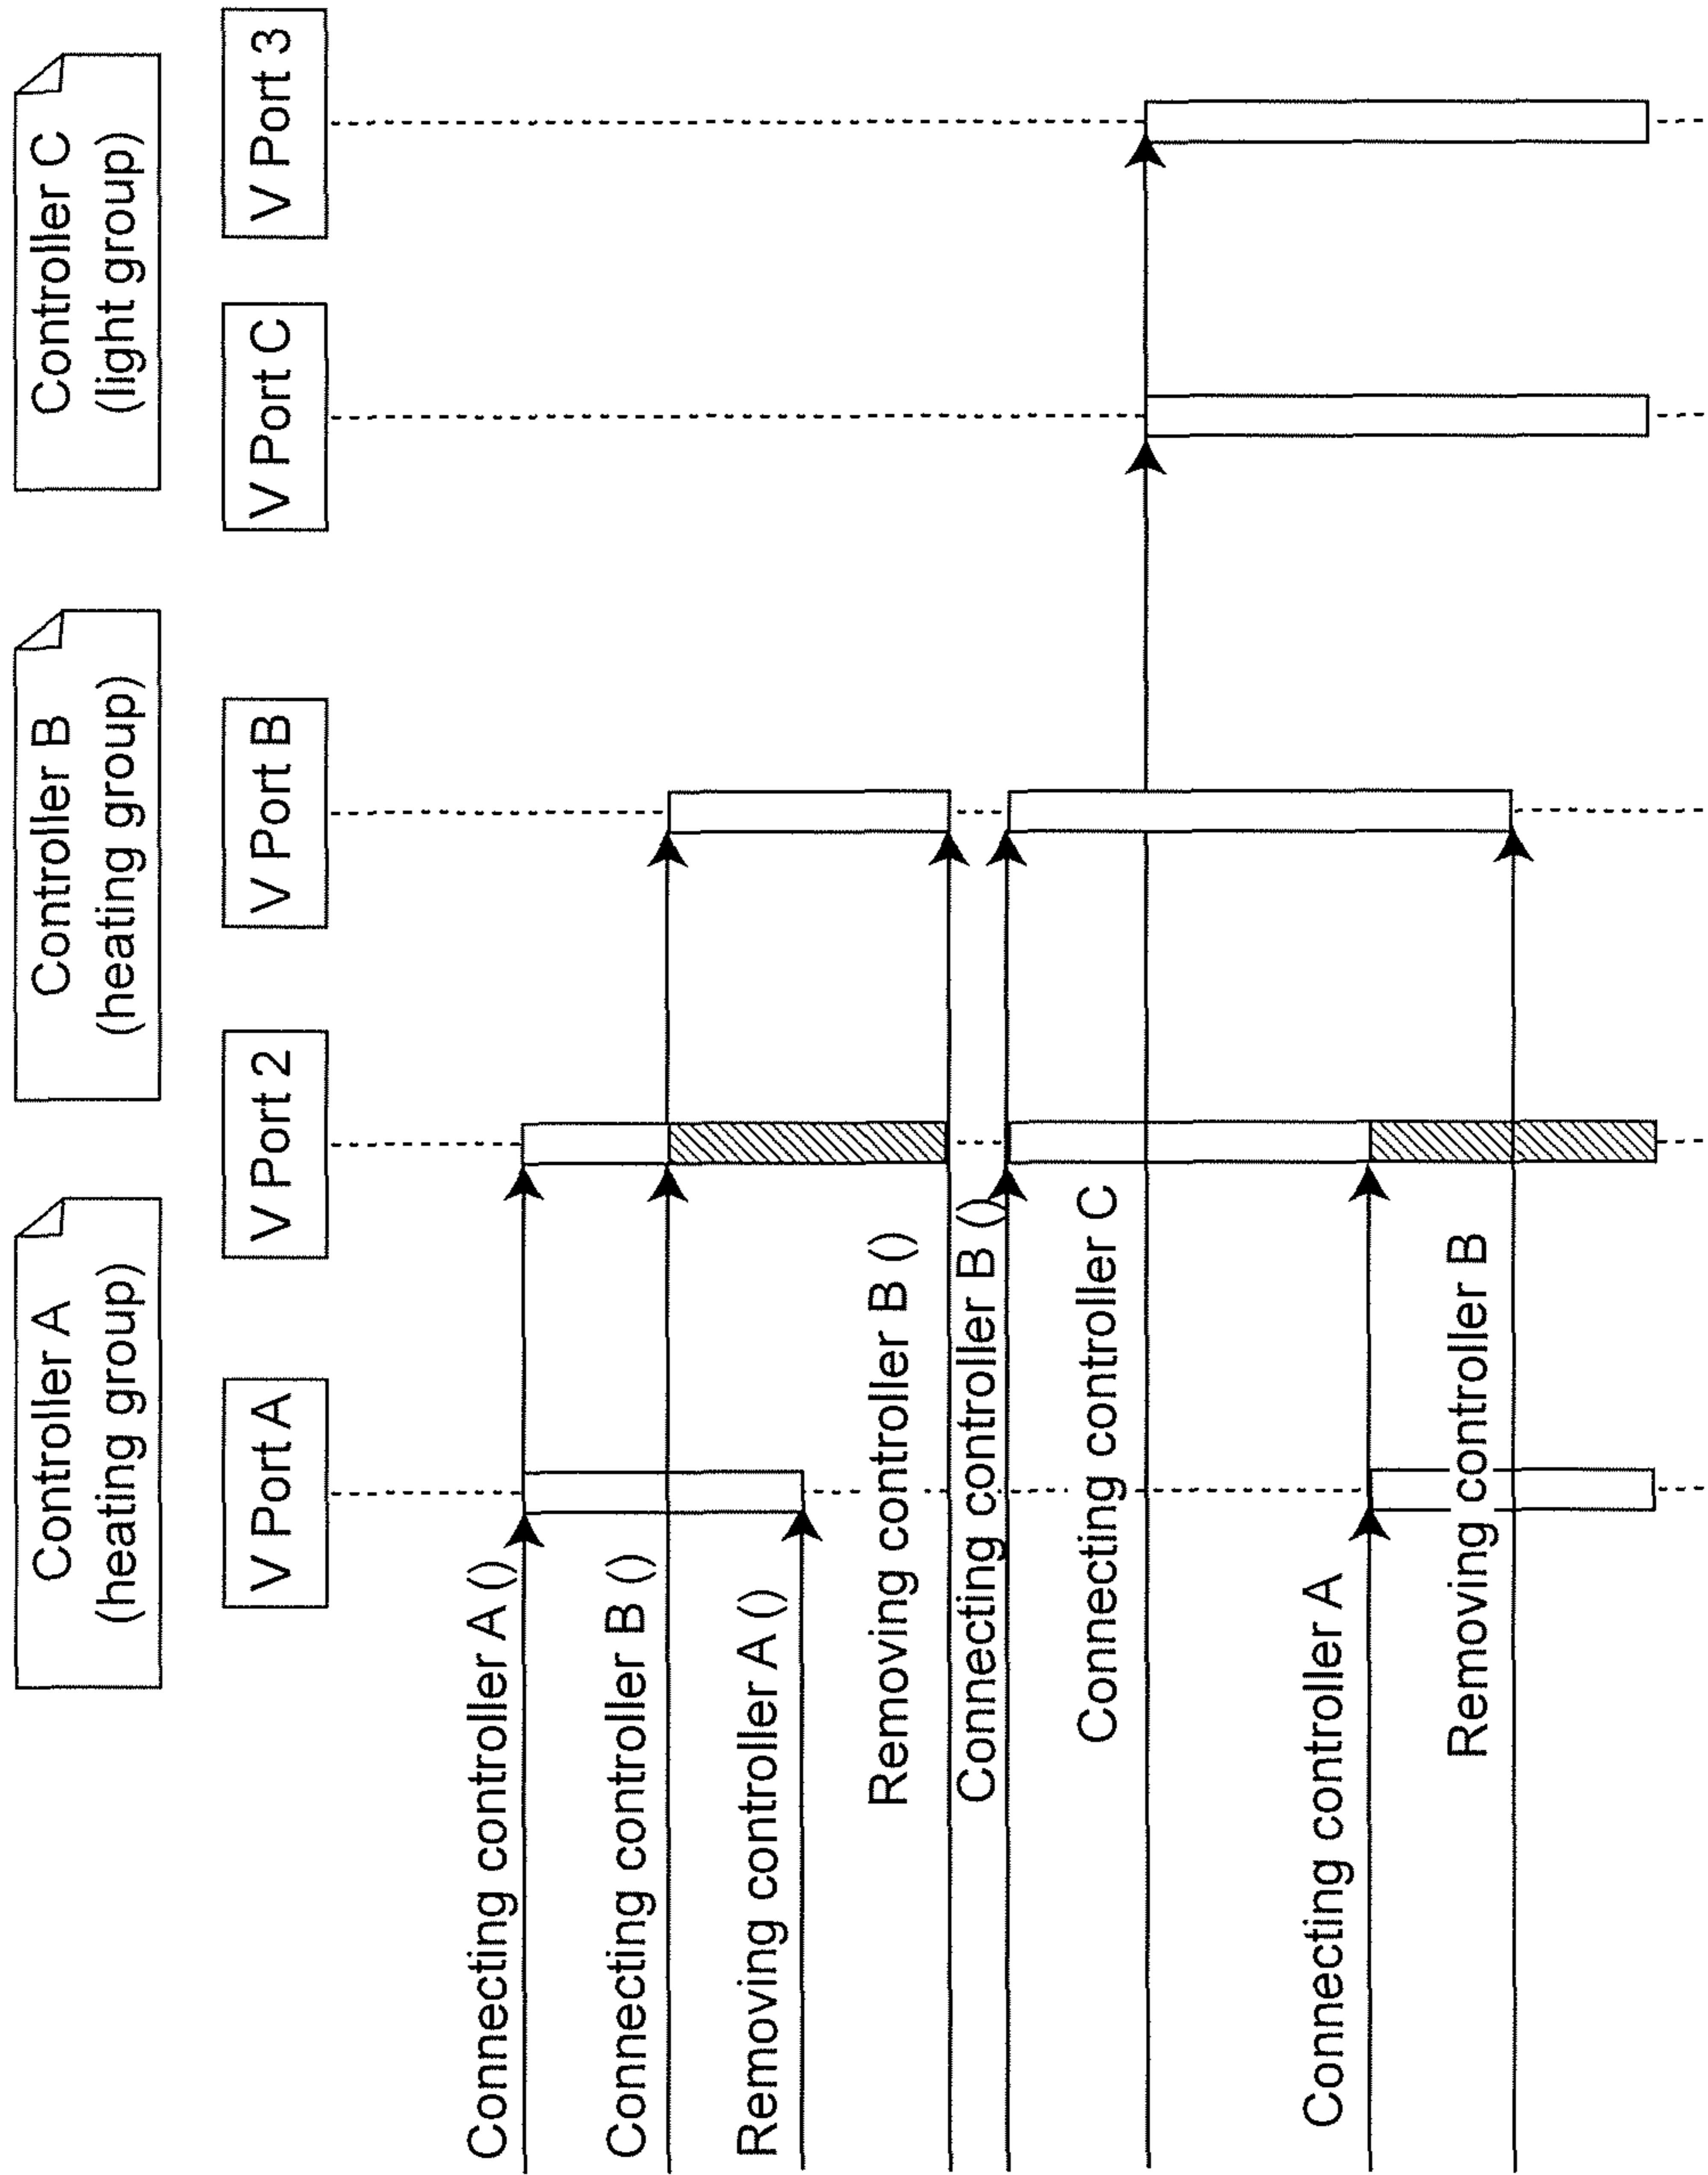 Controller A
(heating group)
Controller B
(heating group)
Controller C
(light group)
V Port A
V Port 2
V Port B
V Port C
V Port 3
Connecting controller A ()
Connecting controller B ()
Removing controller A ()
Removing controller B ()
Connecting controller B ()
Connecting controller C
Connecting controller A
Removing controller B